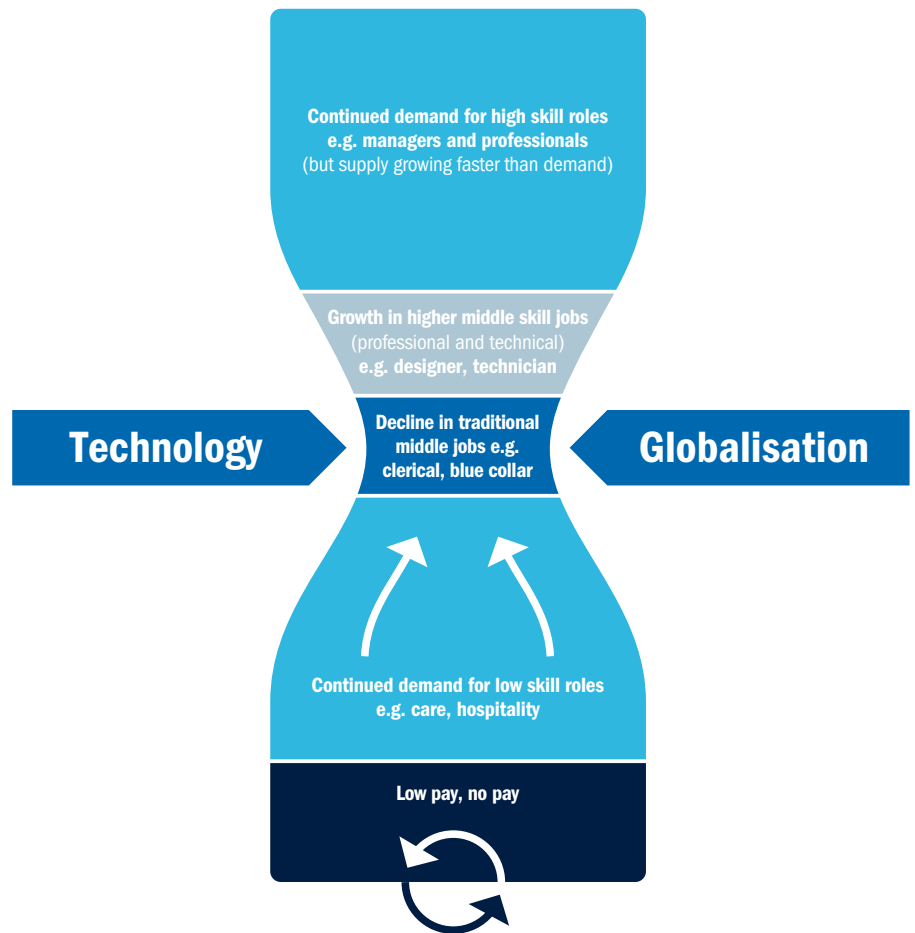 Continued demand for high skill roles
e.g. managers and professionals
(but supply growing faster than demand)
Growth in higher middle skill jobs
(professional and technical)
e.g. designer, technician
Technology
Decline in traditional
middle jobs e.g.
clerical, blue collar
Globalisation
Continued demand for low skill roles
e.g. care, hospitality
Low pay, no pay